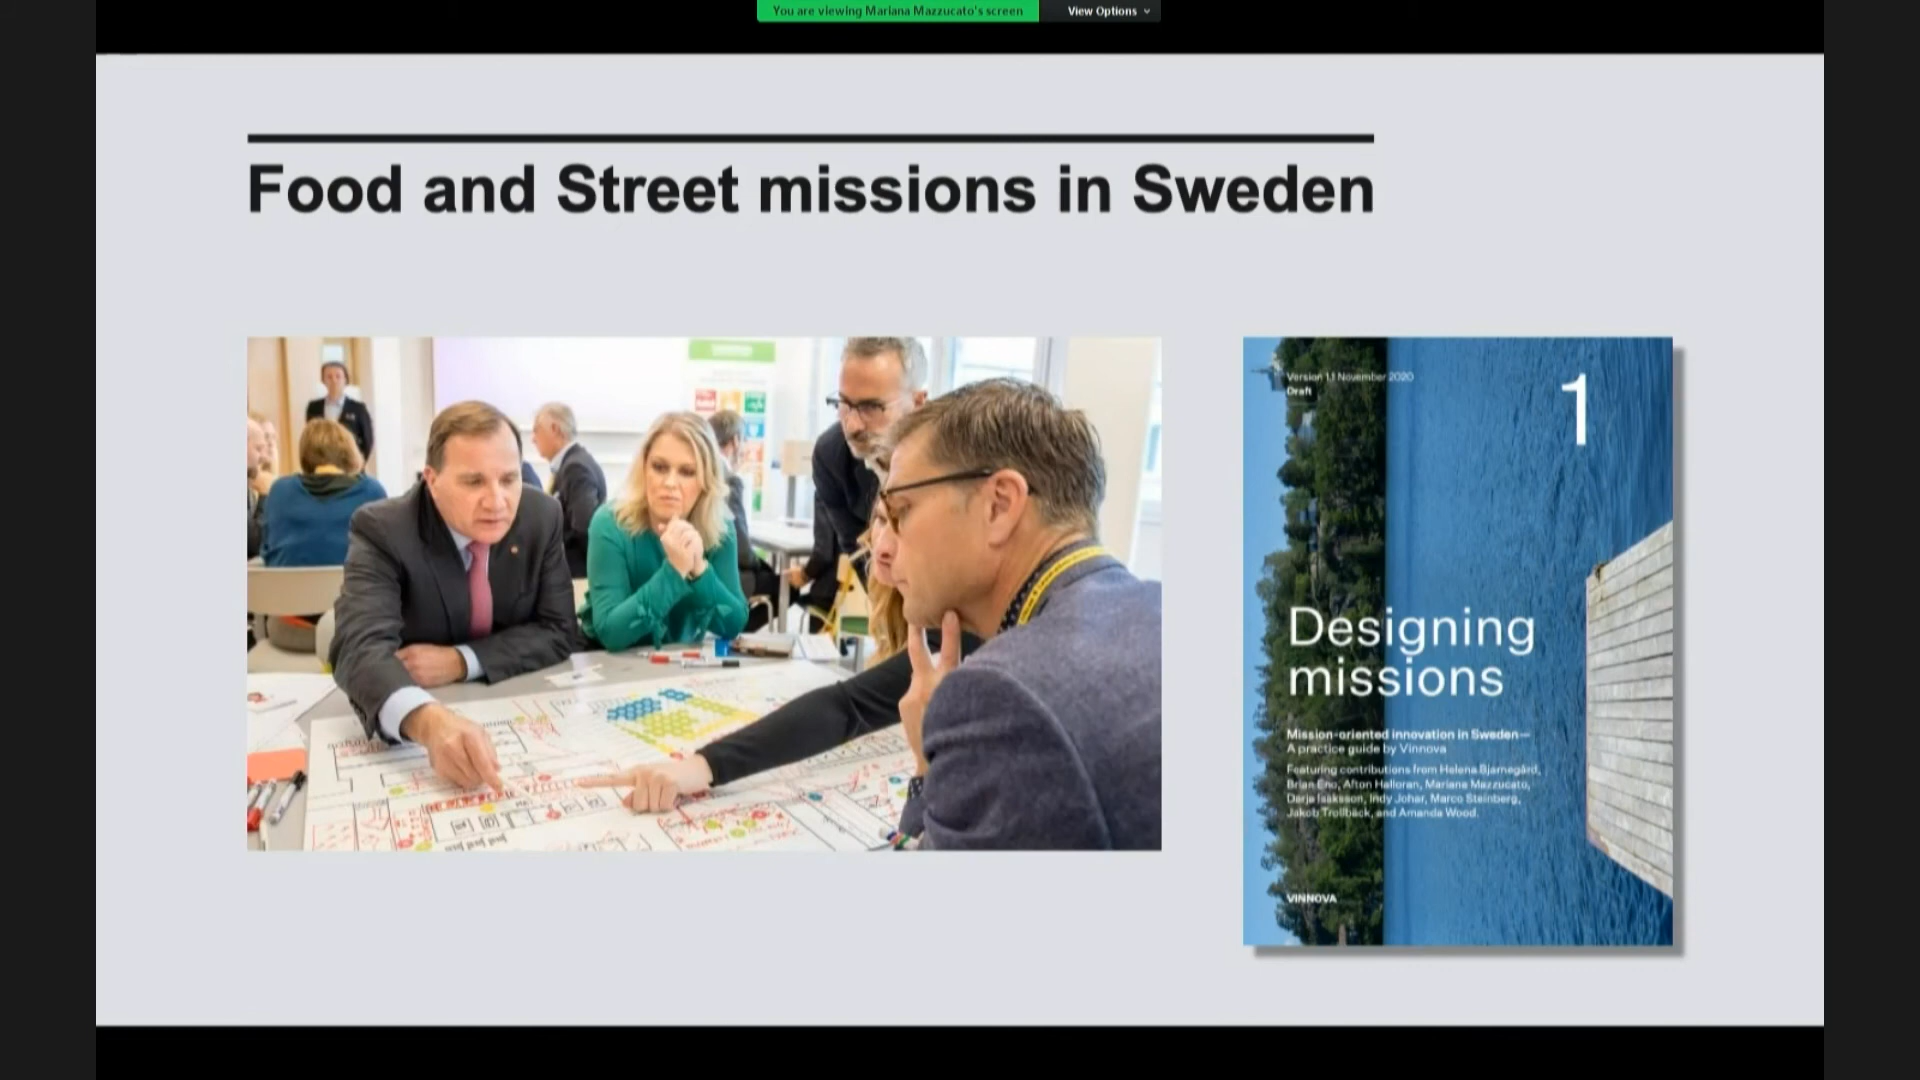 You are viewing Mariana Mazzucato's screen
View Options
Food and Street missions in Sweden
Version 1.1 November 2020
Draft
1
Designing
missions
Mission-oriented innovation in Sweden—
A practice guide by Vinnova
Featuring contributions from Helena Bjarnegård,
Brian Eno, Afton Halloran, Mariana Mazzucato,
Darja Isaksson, Indy Johar, Marco Steinberg,
Jakob Trollbäck, and Amanda Wood.
VINNOVA